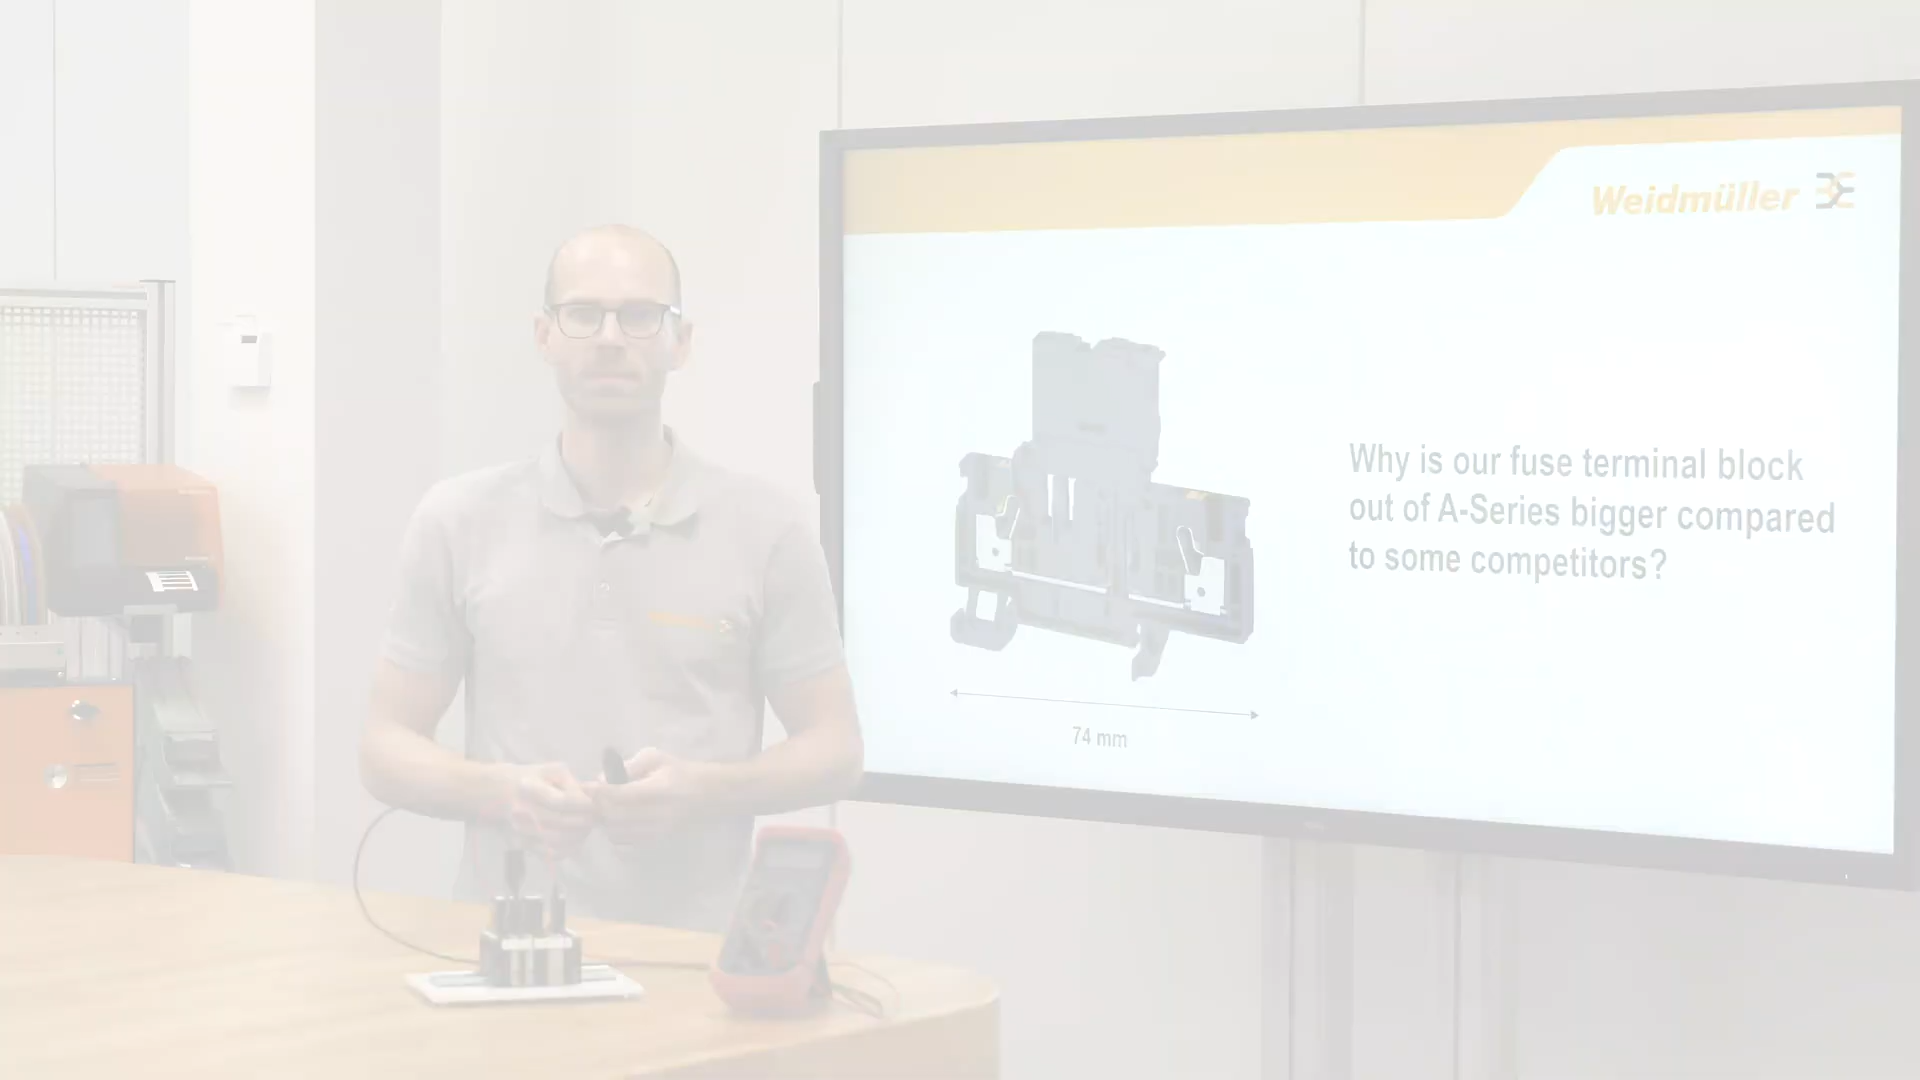 Weidmüller
Why is our fuse terminal block
out of A-Series bigger compared
to some competitors?
74 mm